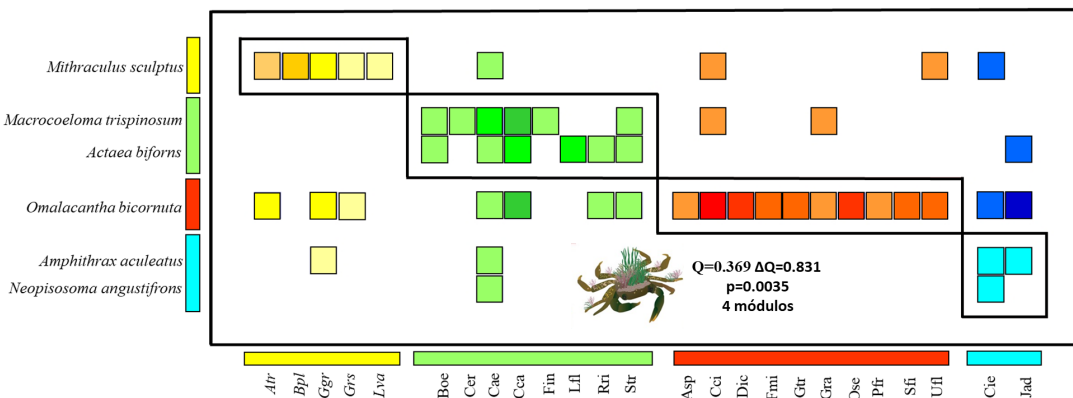 Mithraculus sculptus
Macrocoeloma trispinosum
Actaea biforns
Omalacantha bicornuta
Amphithrax aculeatus
Neopisosoma angustifrons
Q=0.369 ΔQ=0.831
p=0.0035
4 módulos
Atr Bpl Ggr Grs Lva Boe Cer Cae Cca Fin Lfl Rri Str Asp Cci Dic Fmi Gtr Gra Ose Pfr Sfi Ufl Cie Jad